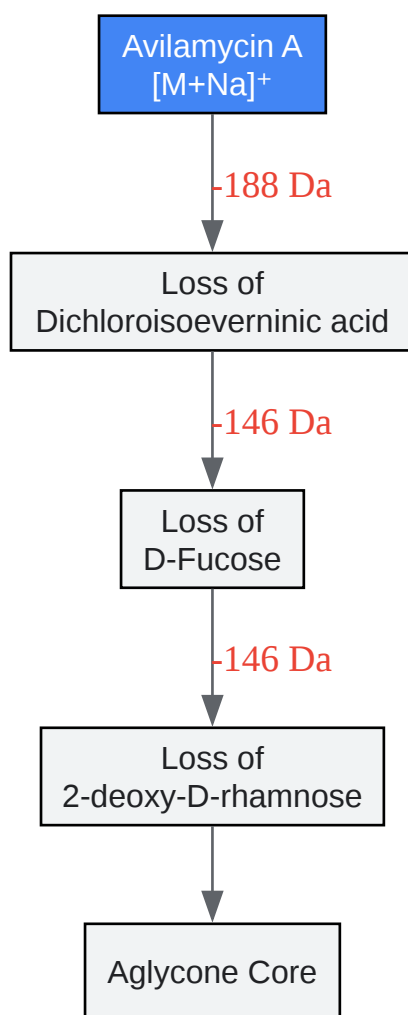 Avilamycin A
[M+Na]⁺
-188 Da
Loss of
Dichloroisoeverninic acid
-146 Da
Loss of
D-Fucose
-146 Da
Loss of
2-deoxy-D-rhamnose
Aglycone Core